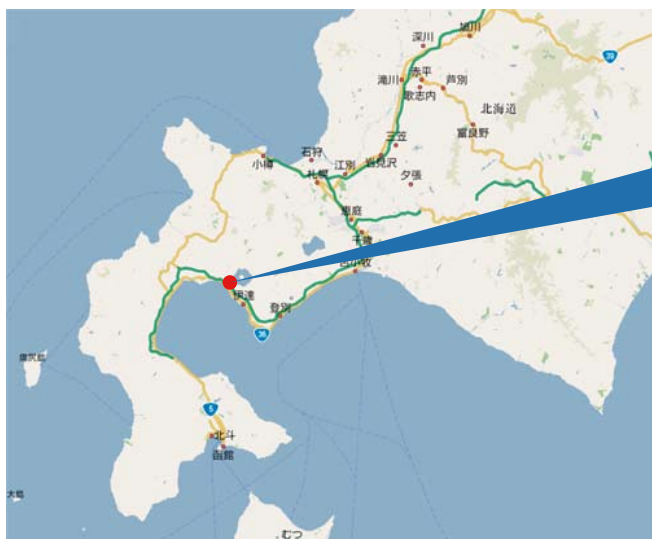 旭川
深川
39
滝川
赤平
芦別
歌志内
北海道
富良野
三笠
石狩
小樽
江別
岩見沢
札幌
夕張
恵庭
千歳
苫小牧
伊達
登別
36
5
北斗
函館
奥尻島
大島
むつ